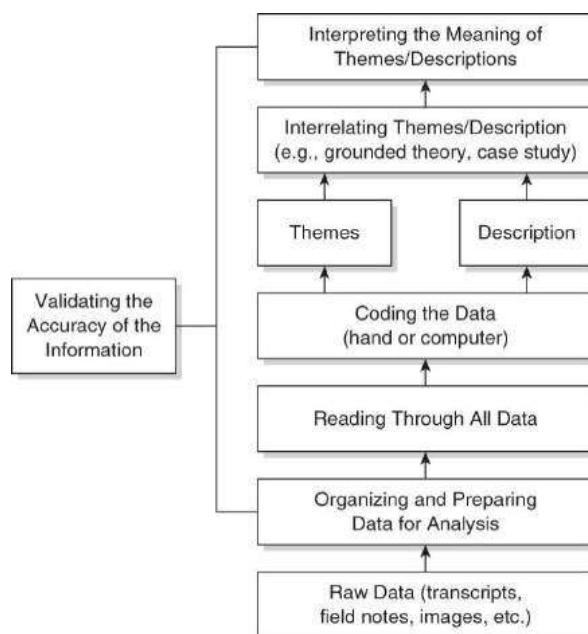 Interpreting the Meaning of
Themes/Descriptions
Interrelating Themes/Description
(e.g., grounded theory, case study)
Themes
Description
Validating the
Accuracy of the
Information
Coding the Data
(hand or computer)
Reading Through All Data
Organizing and Preparing
Data for Analysis
Raw Data (transcripts,
field notes, images, etc.)